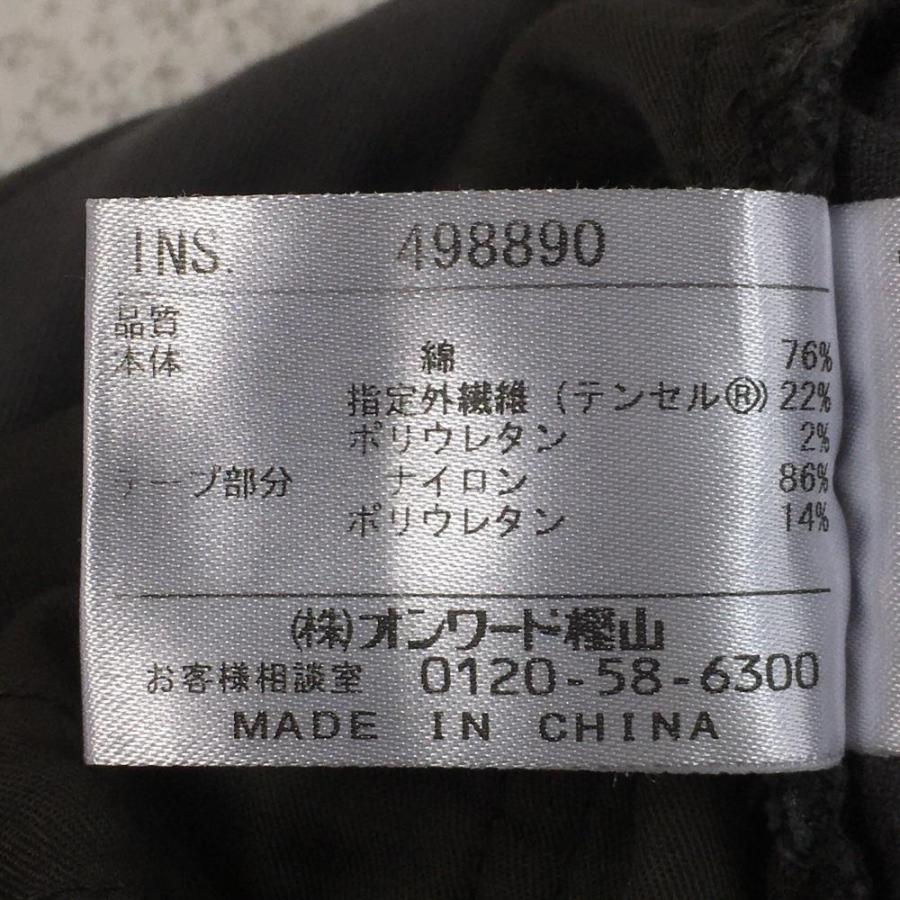 INS. 498890
品質
本体 綿 76%
指定外繊維(テンセル®) 22%
ポリウレタン 2%
テープ部分 ナイロン 86%
ポリウレタン 14%
(株)オンワード樫山
お客様相談室 0120-58-6300
MADE IN CHINA